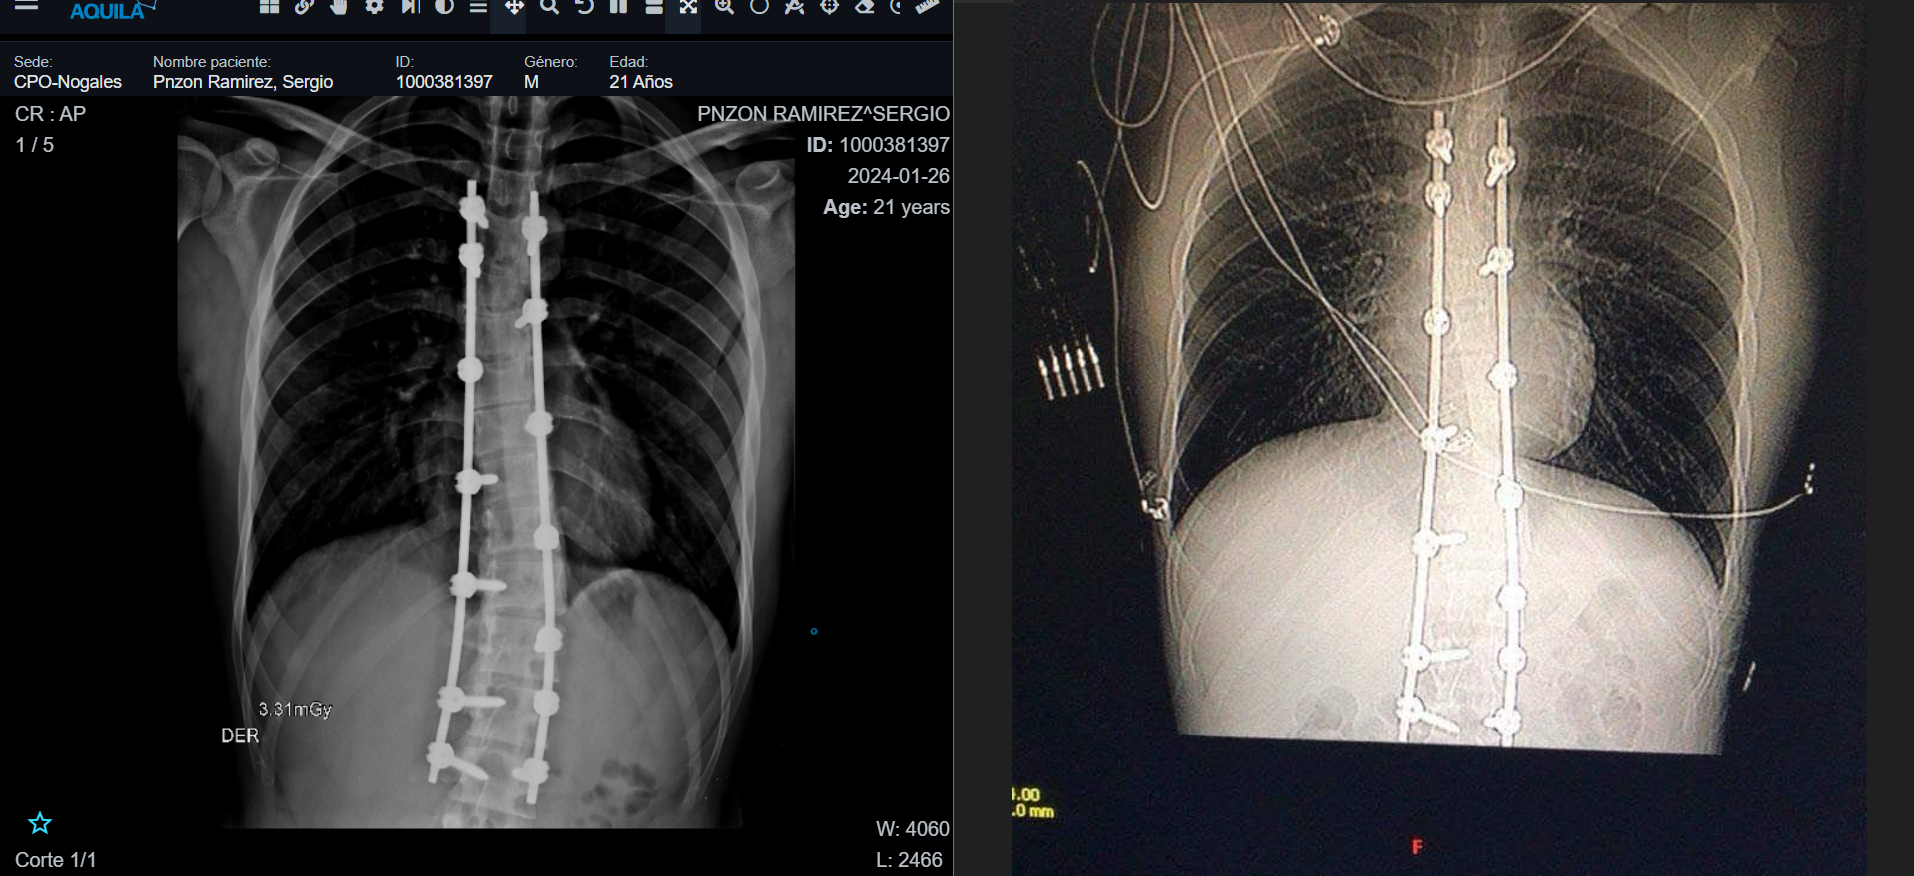 AQUILA
Sede:
CPO-Nogales
Nombre paciente:
Pnzon Ramirez, Sergio
ID:
1000381397
Género:
M
Edad:
21 Años
CR : AP
1 / 5
PNZON RAMIREZ^SERGIO
ID: 1000381397
2024-01-26
Age: 21 years
3.31mGy
DER
Corte 1/1
W: 4060
L: 2466
.00
.0 mm
F